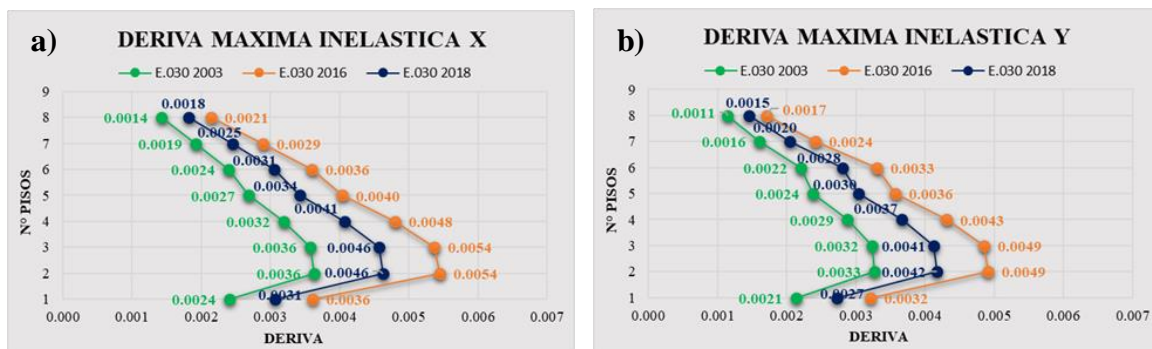 a)
DERIVA MAXIMA INELASTICA X
E.030 2003 E.030 2016 E.030 2018
9
8
7
6
5
4
3
2
1
Nº PISOS
0.0018
0.0014 0.0021
0.0025
0.0019 0.0029
0.0031
0.0024 0.0036
0.0034
0.0027 0.0040
0.0041
0.0032 0.0048
0.0036 0.0046 0.0054
0.0036 0.0046 0.0054
0.0024 0.0031 0.0036
0.000 0.001 0.002 0.003 0.004 0.005 0.006 0.007
DERIVA
b)
DERIVA MAXIMA INELASTICA Y
E.030 2003 E.030 2016 E.030 2018
9
8
7
6
5
4
3
2
1
Nº PISOS
0.0011 0.0015 0.0017
0.0020
0.0016 0.0024
0.0028
0.0022 0.0033
0.0030
0.0024 0.0036
0.0037
0.0029 0.0043
0.0032 0.0041 0.0049
0.0033 0.0042 0.0049
0.0021 0.0027 0.0032
0.000 0.001 0.002 0.003 0.004 0.005 0.006 0.007
DERIVA